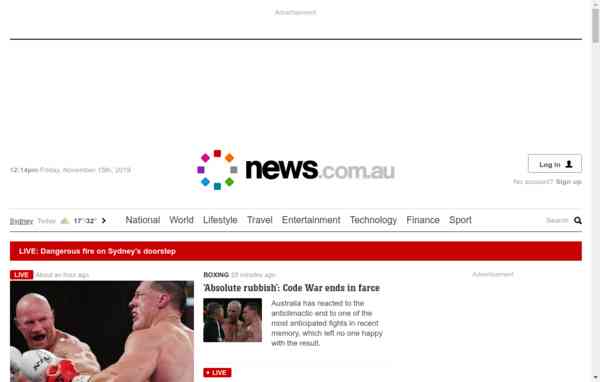 Advertisement
12:14pm Friday, November 15th, 2019
news.com.au
Log in
No account? Sign up
Sydney Today 17°/32° >
National World Lifestyle Travel Entertainment Technology Finance Sport
Search
LIVE: Dangerous fire on Sydney's doorstep
LIVE About an hour ago
BOXING
minutes ago
'Absolute rubbish': Code War ends in farce
Australia has reacted to the
anticlimactic end to one of the
most anticipated fights in recent
memory, which left no one happy
with the result.
Advertisement
• LIVE